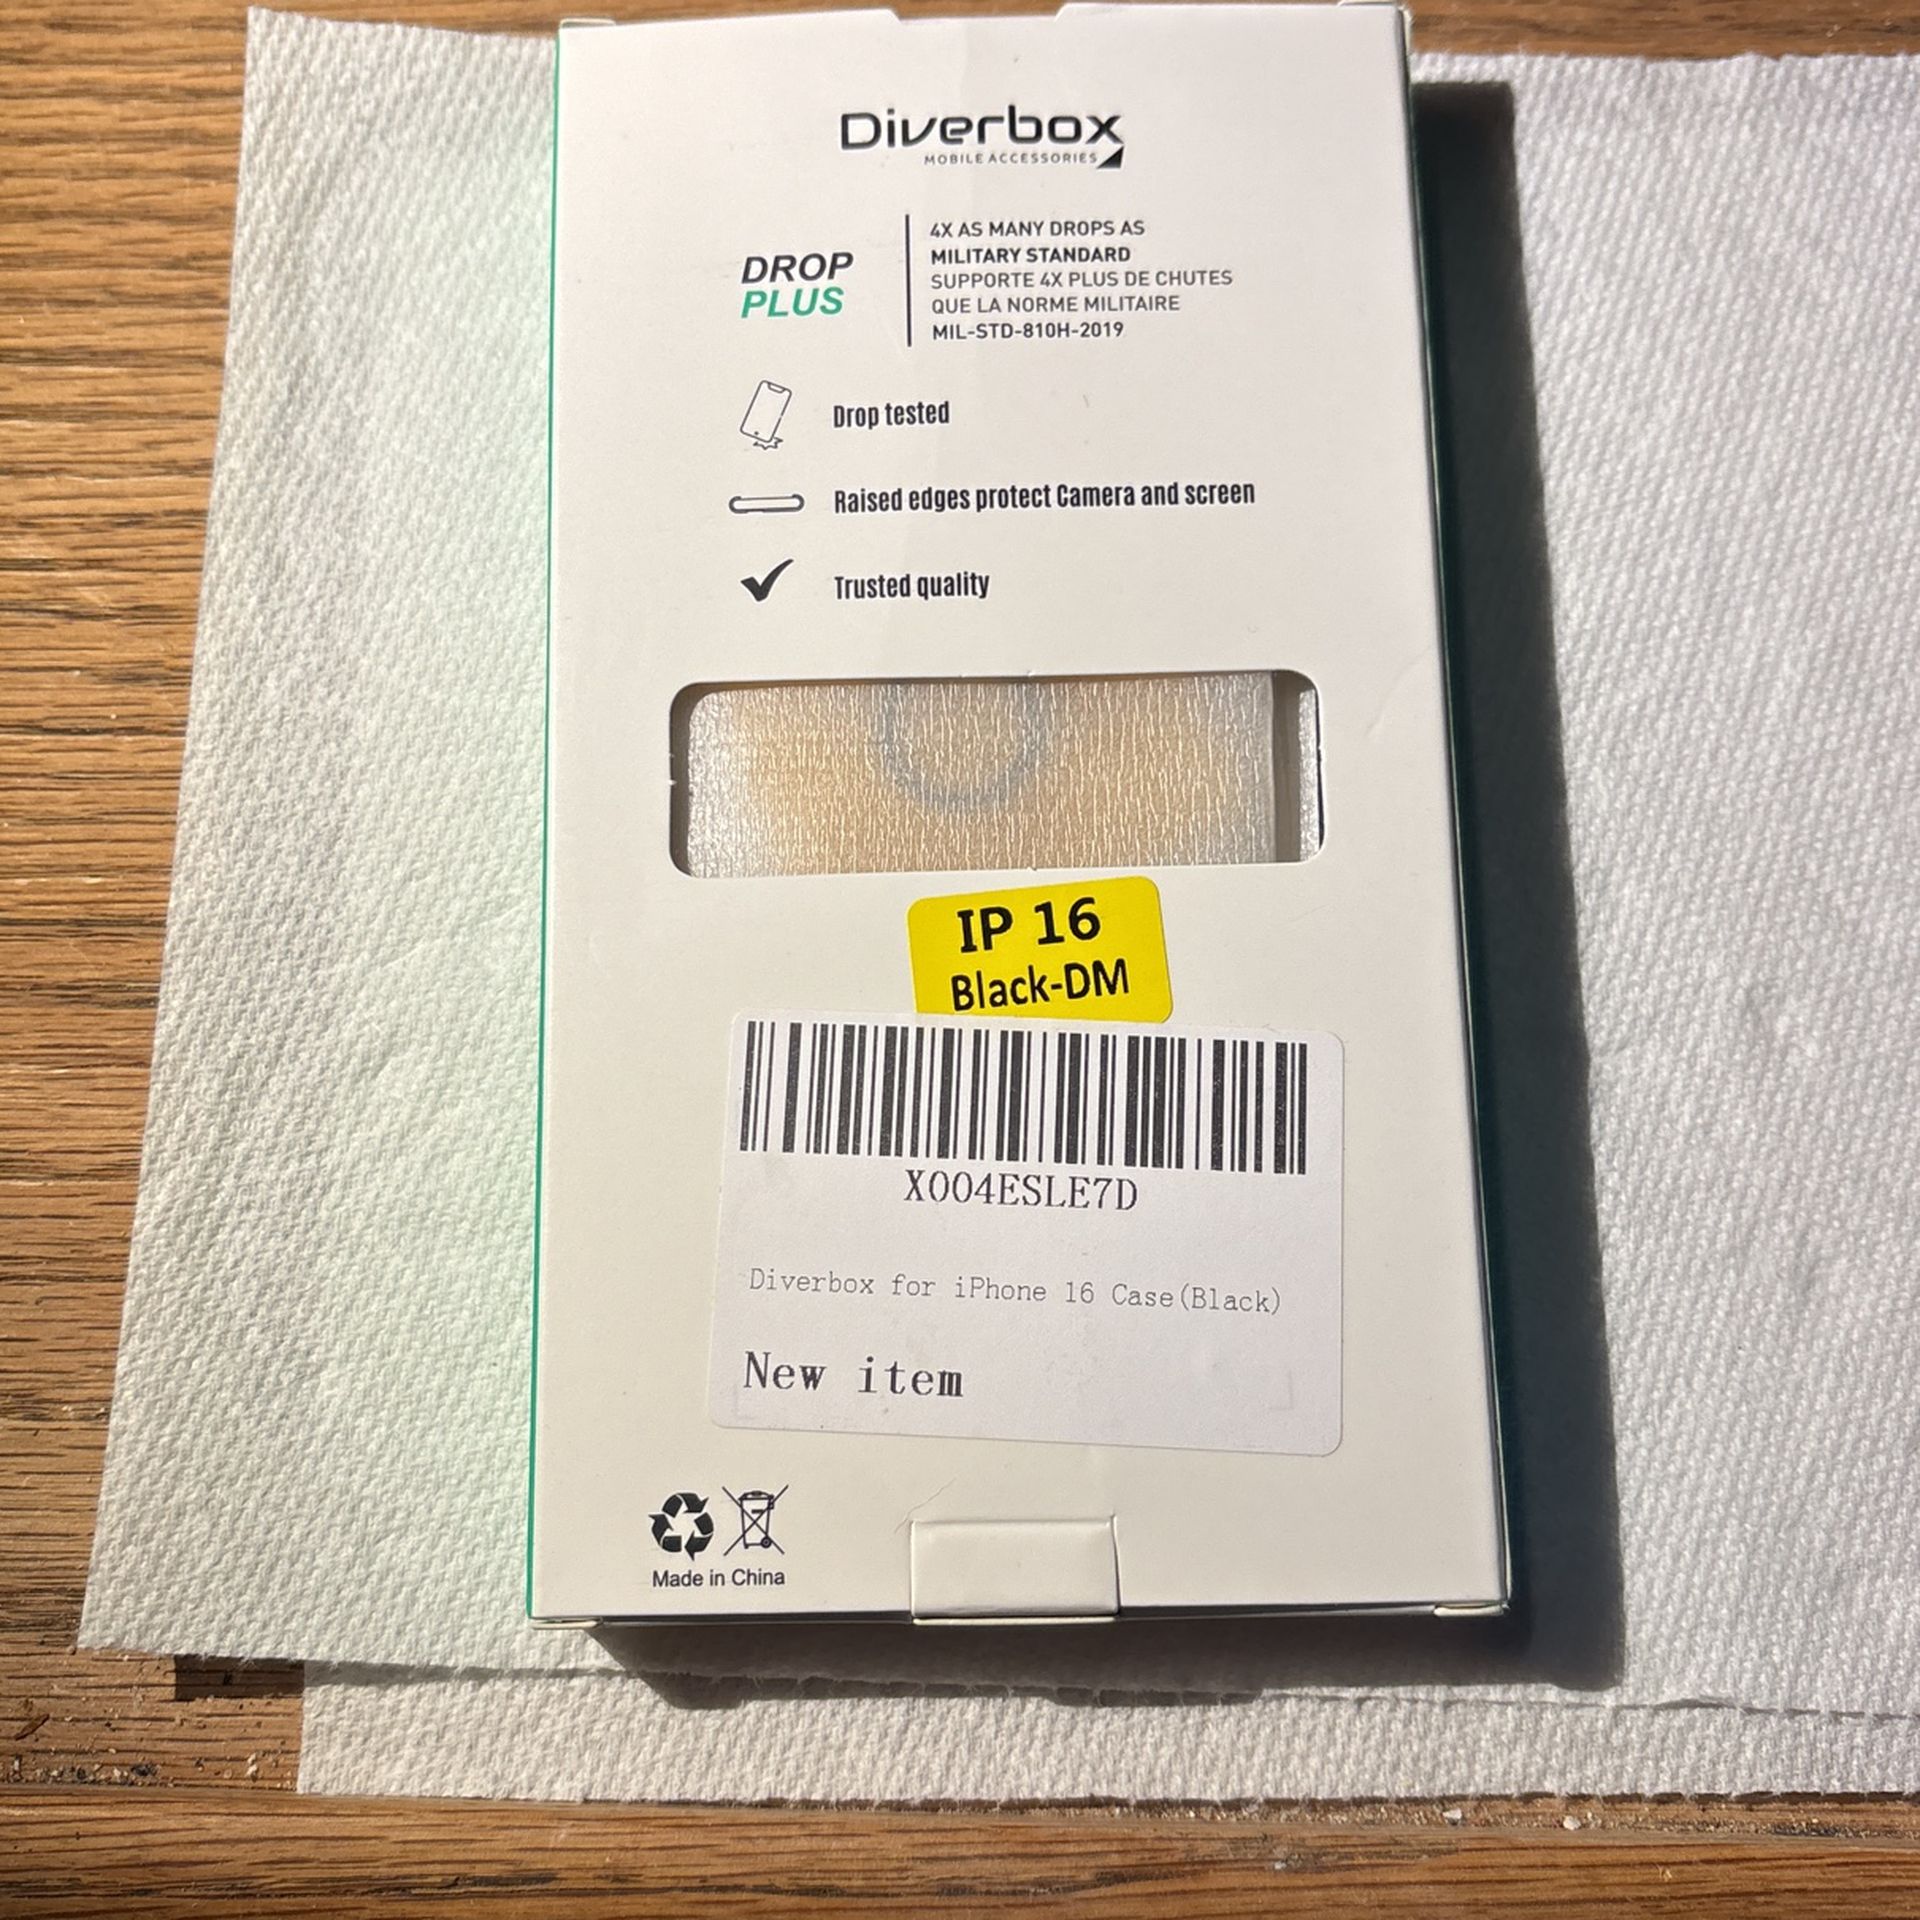 Diverbox
MOBILE ACCESSORIES
DROP
PLUS
4X AS MANY DROPS AS
MILITARY STANDARD
SUPPORTE 4X PLUS DE CHUTES
QUE LA NORME MILITAIRE
MIL-STD-810H-2019
Drop tested
Raised edges protect Camera and screen
Trusted quality
IP 16
Black-DM
X004ESLE7D
Diverbox for iPhone 16 Case(Black)
New item
Made in China